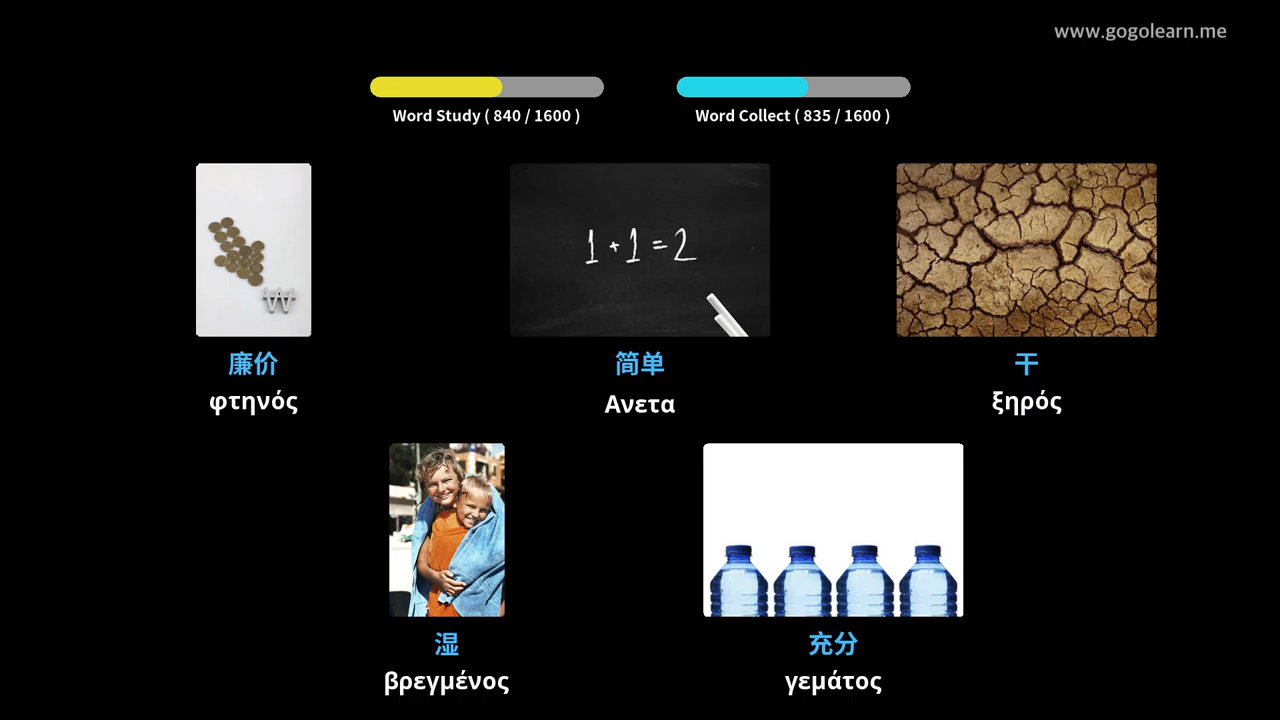 www.gogolearn.me
Word Study ( 840 / 1600 )
Word Collect ( 835 / 1600 )
1 + 1 = 2
₩
廉价
简单
干
φτηνός
Ανετα
ξηρός
湿
充分
βρεγμένος
γεμάτος